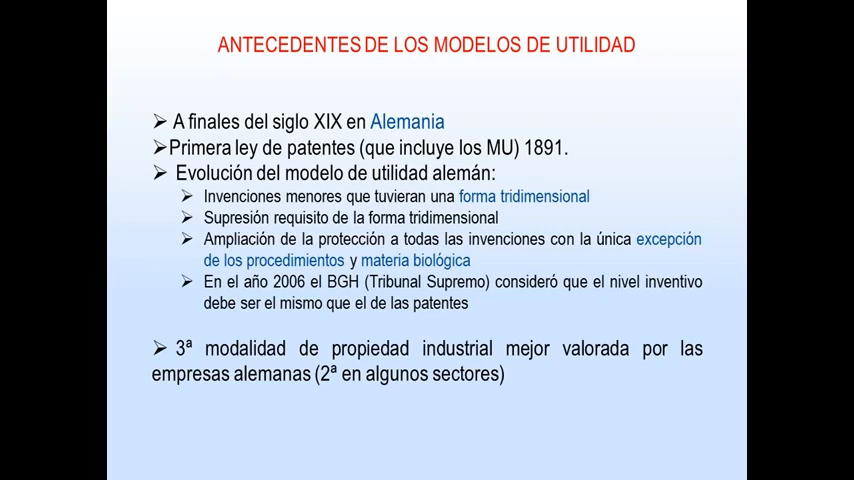 ANTECEDENTES DE LOS MODELOS DE UTILIDAD
➢ A finales del siglo XIX en Alemania
➢Primera ley de patentes (que incluye los MU) 1891.
➢ Evolución del modelo de utilidad alemán:
➢ Invenciones menores que tuvieran una forma tridimensional
➢ Supresión requisito de la forma tridimensional
➢ Ampliación de la protección a todas las invenciones con la única excepción
de los procedimientos y materia biológica
➢ En el año 2006 el BGH (Tribunal Supremo) consideró que el nivel inventivo
debe ser el mismo que el de las patentes
➢ 3ª modalidad de propiedad industrial mejor valorada por las
empresas alemanas (2ª en algunos sectores)